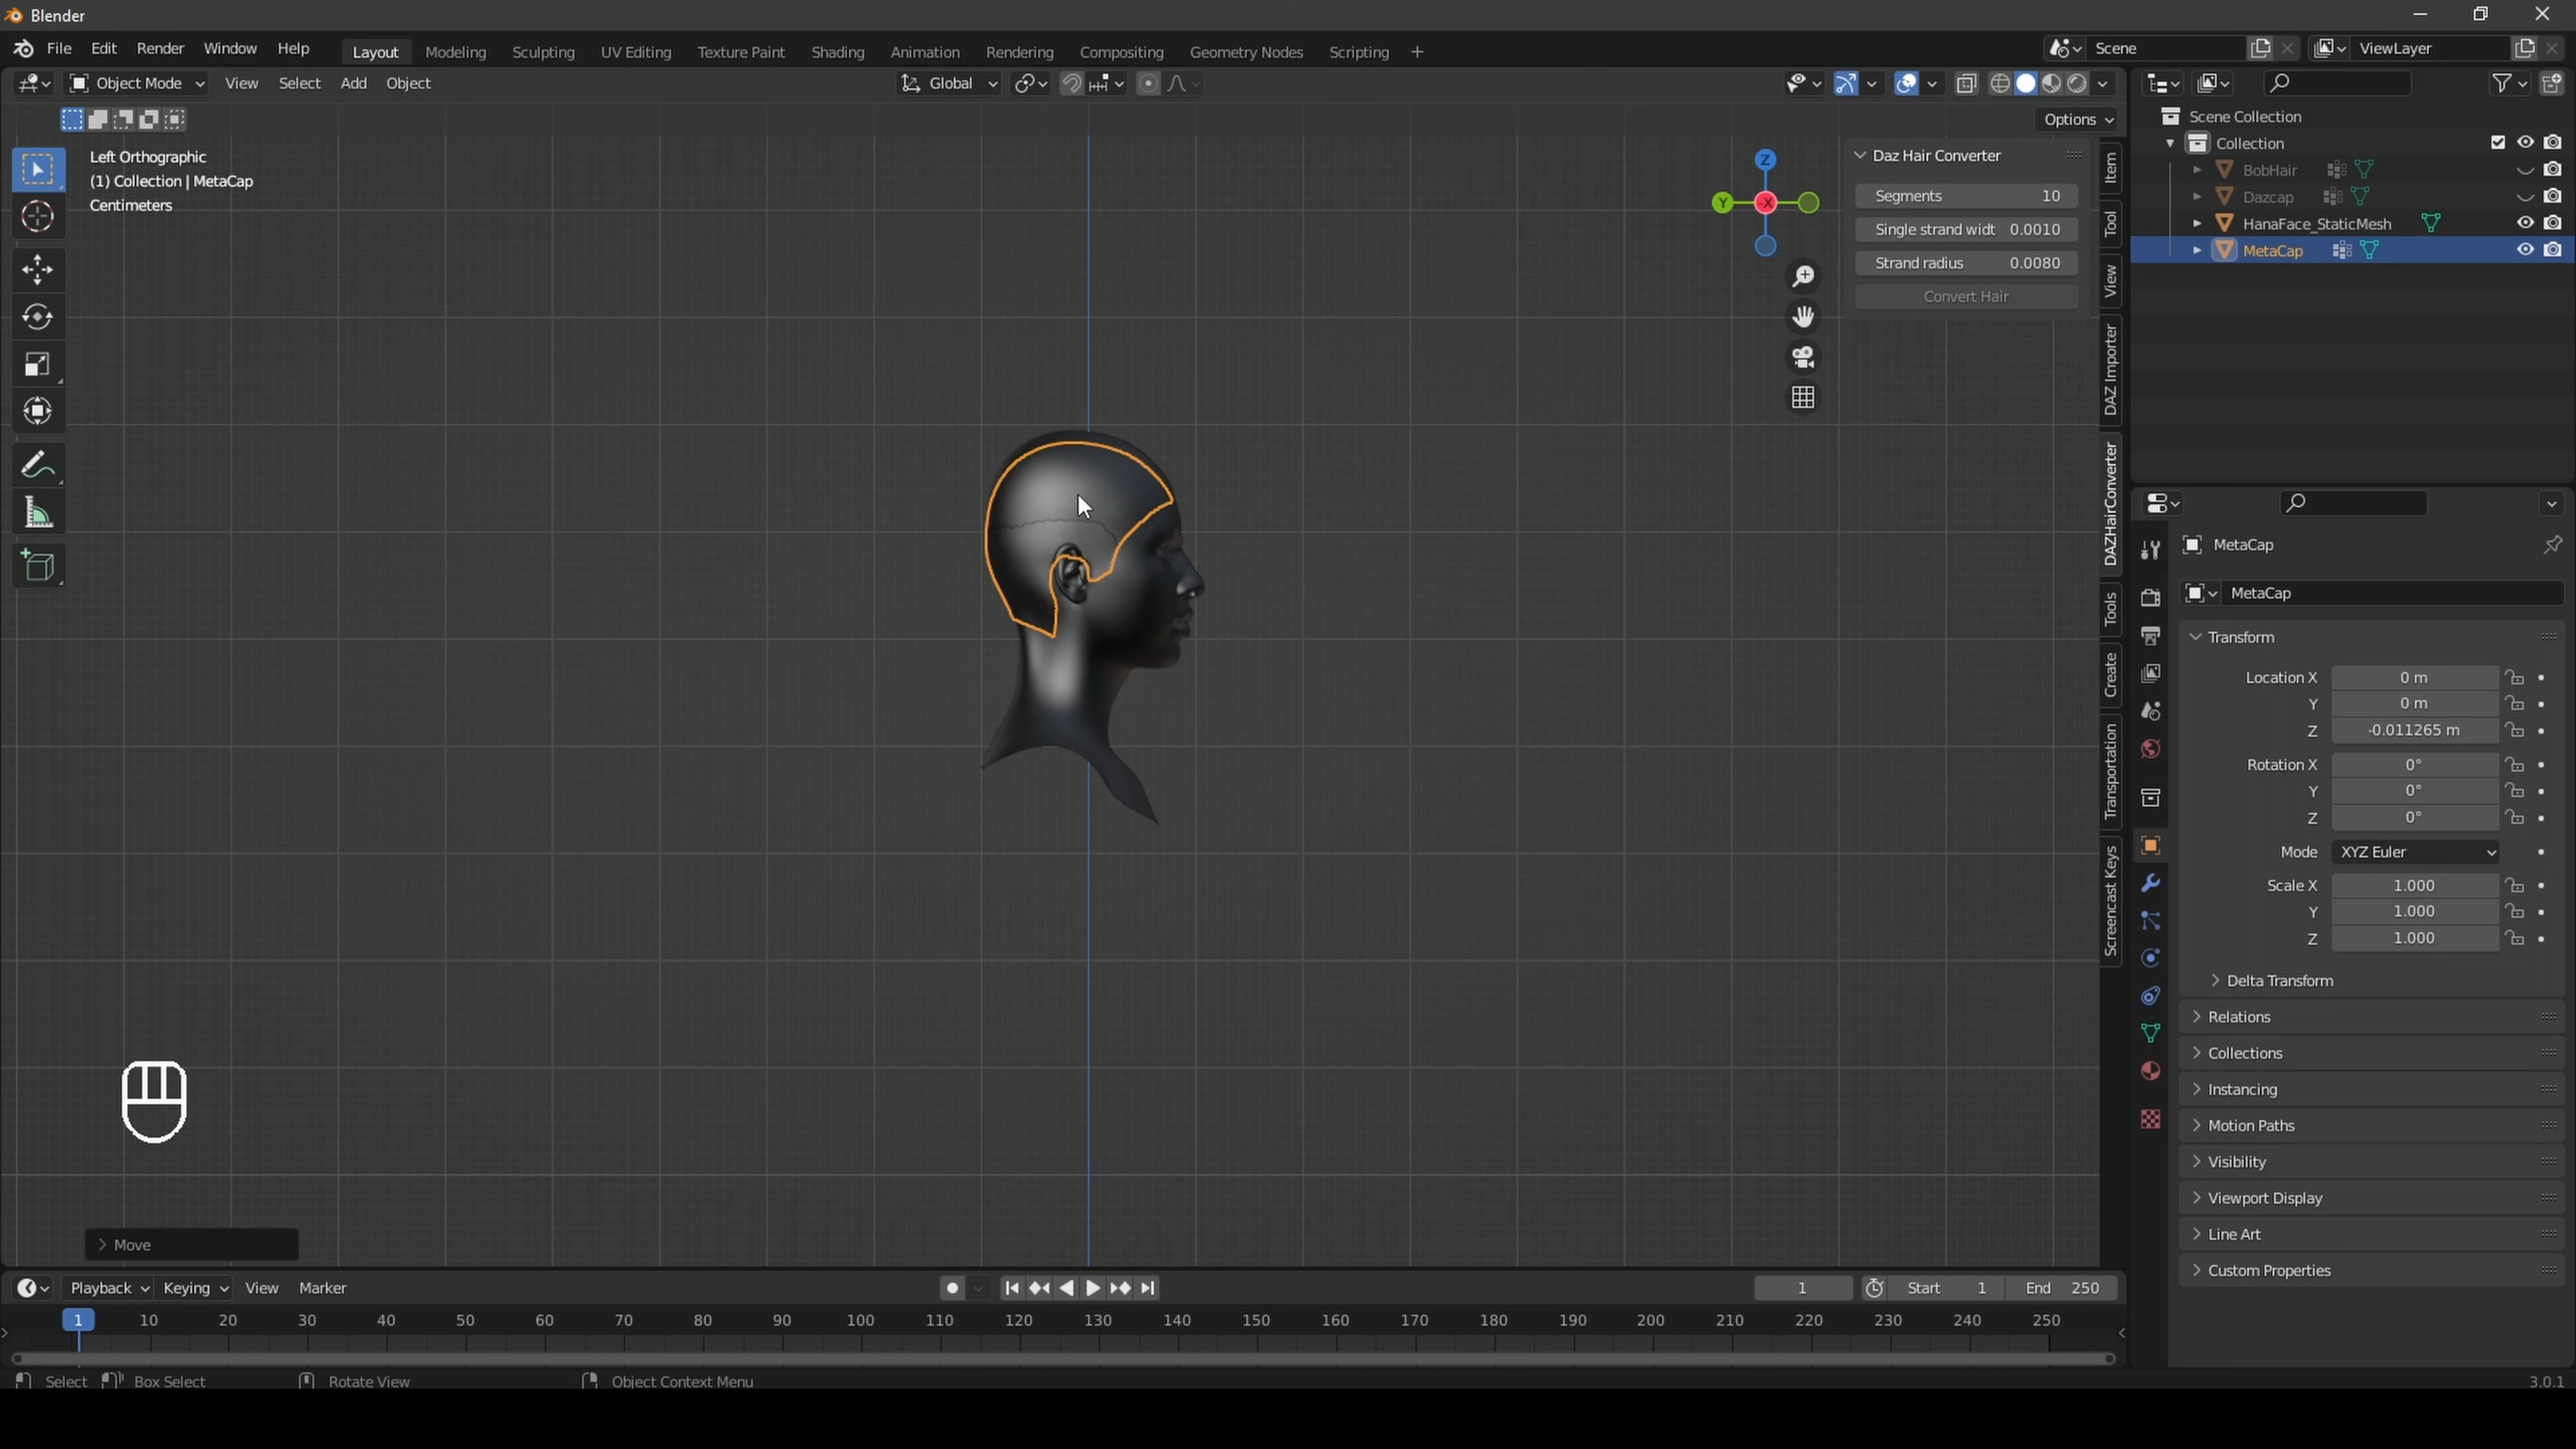 Blender
File Edit Render Window Help Layout Modeling Sculpting UV Editing Texture Paint Shading Animation Rendering Compositing Geometry Nodes Scripting + Scene ViewLayer
Object Mode View Select Add Object Global
Options
Left Orthographic
(1) Collection | MetaCap
Centimeters
Z
Y
-X
Daz Hair Converter
Segments 10
Single strand widt 0.0010
Strand radius 0.0080
Convert Hair
Item
Tool
View
DAZ Importer
DAZHairConverter
Tools
Create
Transportation
Screencast Keys
Scene Collection
Collection
BobHair
Dazcap
HanaFace_StaticMesh
MetaCap
MetaCap
MetaCap
Transform
Location X 0 m
Y 0 m
Z -0.011265 m
Rotation X 0°
Y 0°
Z 0°
Mode XYZ Euler
Scale X 1.000
Y 1.000
Z 1.000
Delta Transform
Relations
Collections
Instancing
Motion Paths
Visibility
Viewport Display
Line Art
Custom Properties
Move
Playback Keying View Marker 1 Start 1 End 250
1 10 20 30 40 50 60 70 80 90 100 110 120 130 140 150 160 170 180 190 200 210 220 230 240 250
Select Box Select Rotate View Object Context Menu 3.0.1